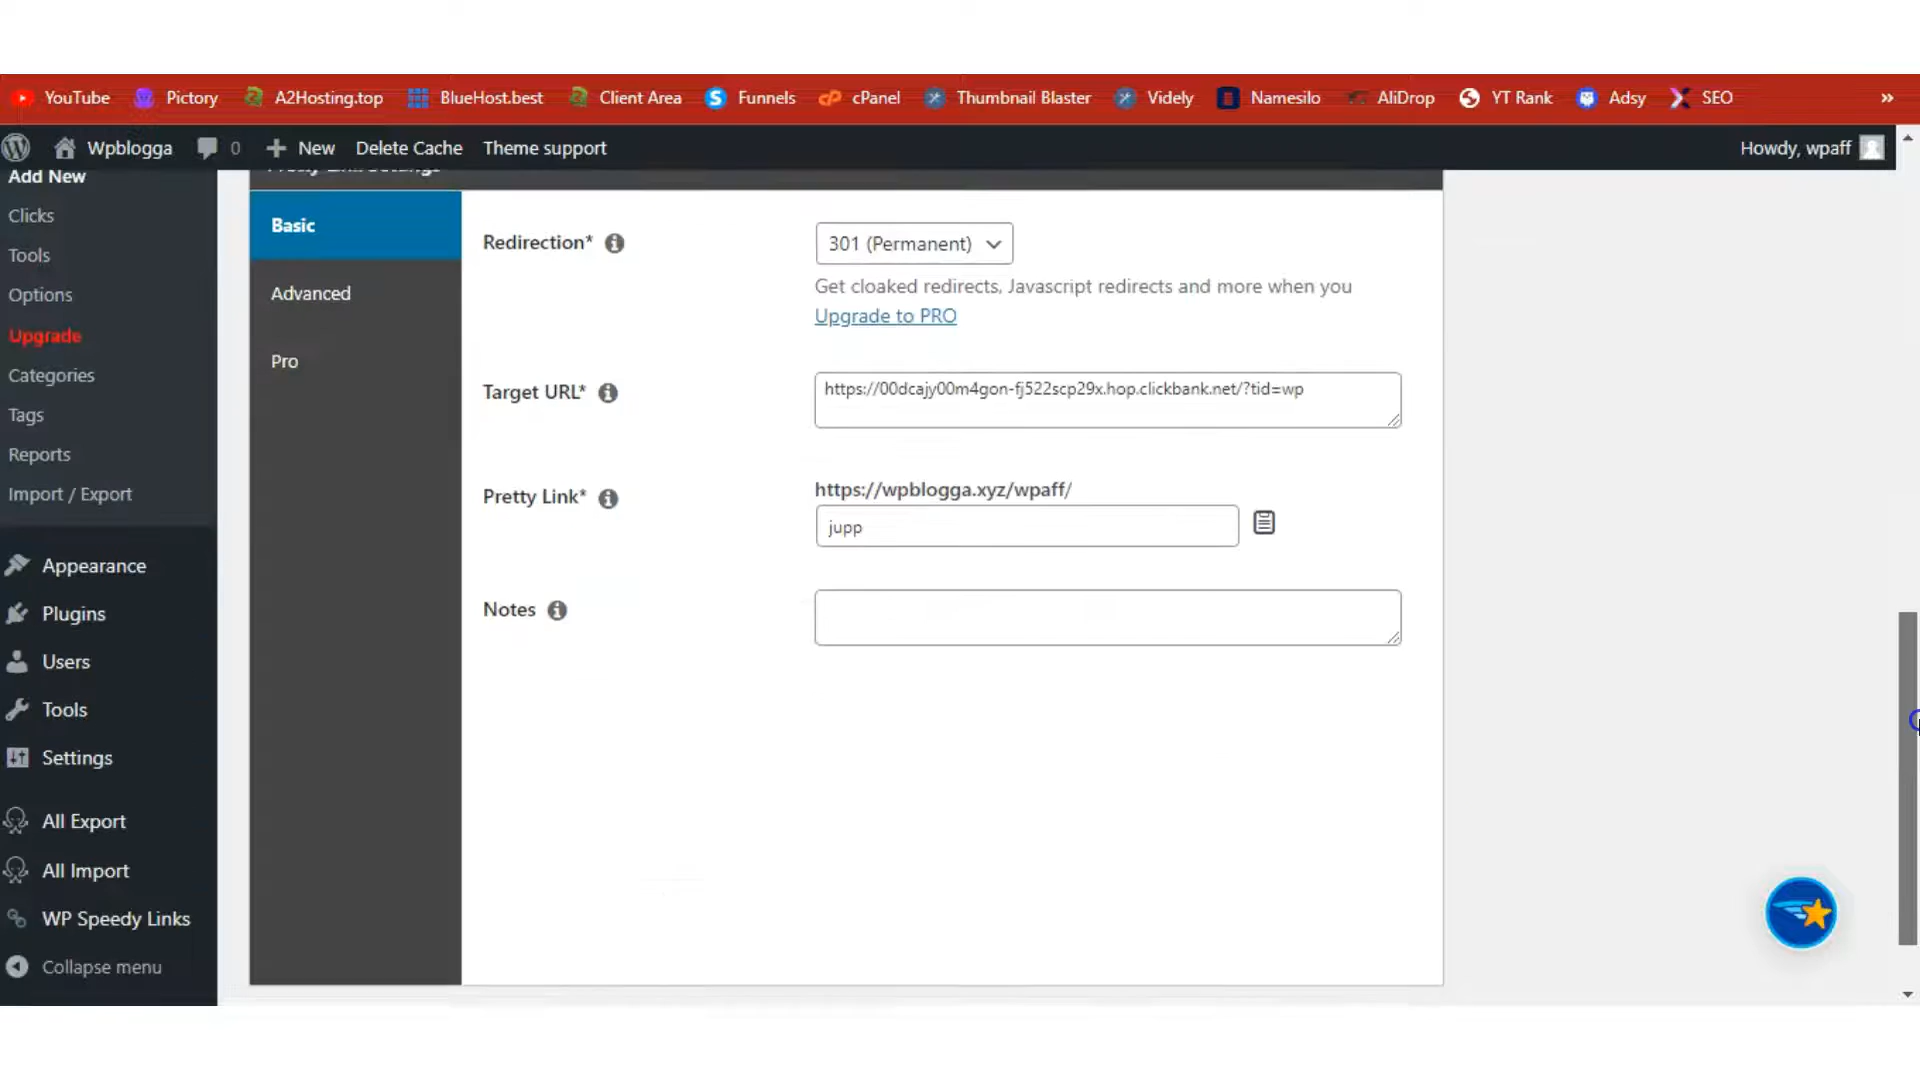 YouTube Pictory A2Hosting.top BlueHost.best Client Area Funnels cPanel Thumbnail Blaster Videly Namesilo AliDrop YT Rank Adsy SEO »
Wpblogga 0 New Delete Cache Theme support Howdy, wpaff
Add New
Clicks
Tools
Options
Upgrade
Categories
Tags
Reports
Import / Export
Appearance
Plugins
Users
Tools
Settings
All Export
All Import
WP Speedy Links
Collapse menu
Pretty Link Settings
Basic
Advanced
Pro
Redirection*
301 (Permanent)
Get cloaked redirects, Javascript redirects and more when you
Upgrade to PRO
Target URL*
https://00dcajy00m4gon-fj522scp29x.hop.clickbank.net/?tid=wp
Pretty Link*
https://wpblogga.xyz/wpaff/
jupp
Notes